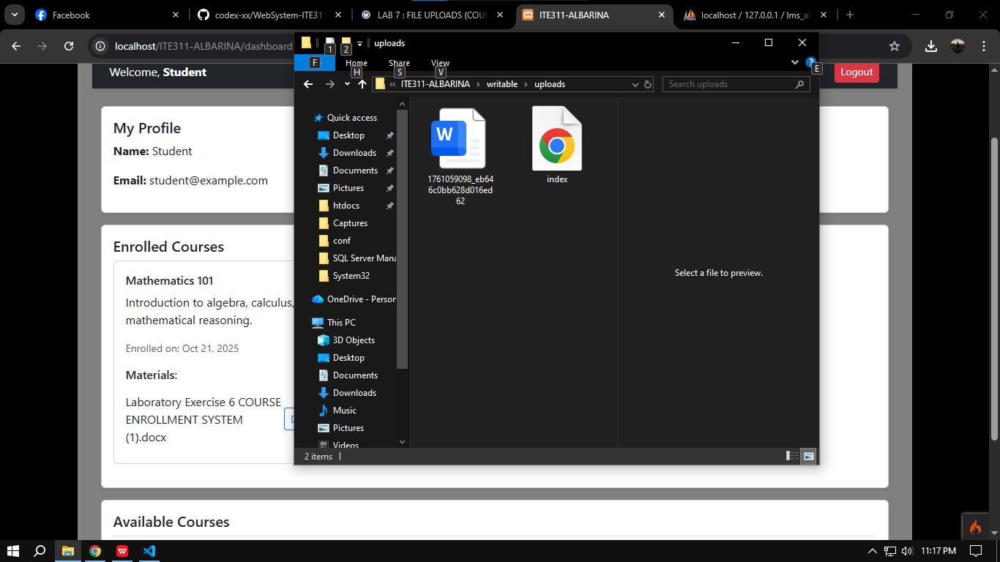 Facebook
codex-xx/WebSystem-ITE311
LAB 7 : FILE UPLOADS (COUR
ITE311-ALBARINA
localhost / 127.0.0.1 / lms_al
localhost/ITE311-ALBARINA/dashboard
1
2
uploads
F
Home
Share
View
H
S
V
E
ITE311-ALBARINA
writable
uploads
Search uploads
Welcome, Student
Logout
My Profile
Name: Student
Email: student@example.com
Enrolled Courses
Mathematics 101
Introduction to algebra, calculus,
mathematical reasoning.
Enrolled on: Oct 21, 2025
Materials:
Laboratory Exercise 6 COURSE
ENROLLMENT SYSTEM
(1).docx
Available Courses
Quick access
Desktop
Downloads
Documents
Pictures
htdocs
Captures
conf
SQL Server Mana
System32
OneDrive - Person
This PC
3D Objects
Desktop
Documents
Downloads
Music
Pictures
Videos
W
1761059098_eb64
6c0bb628d016ed
62
index
Select a file to preview.
2 items
11:17 PM